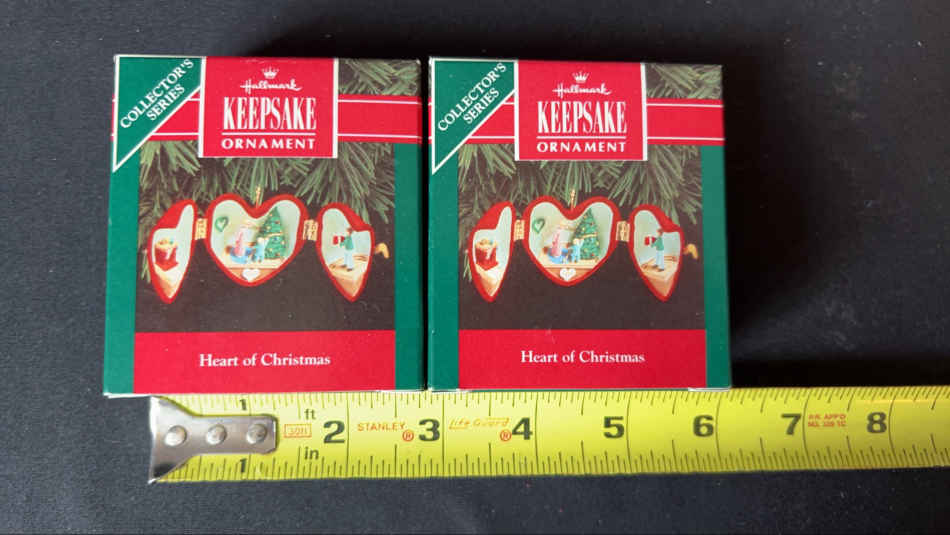 COLLECTOR'S
SERIES
Hallmark
KEEPSAKE
ORNAMENT
Heart of Christmas
COLLECTOR'S
SERIES
Hallmark
KEEPSAKE
ORNAMENT
Heart of Christmas
1 ft 2 3 4 5 6 7 8
30ft STANLEY ® Life Guard ®
1 in